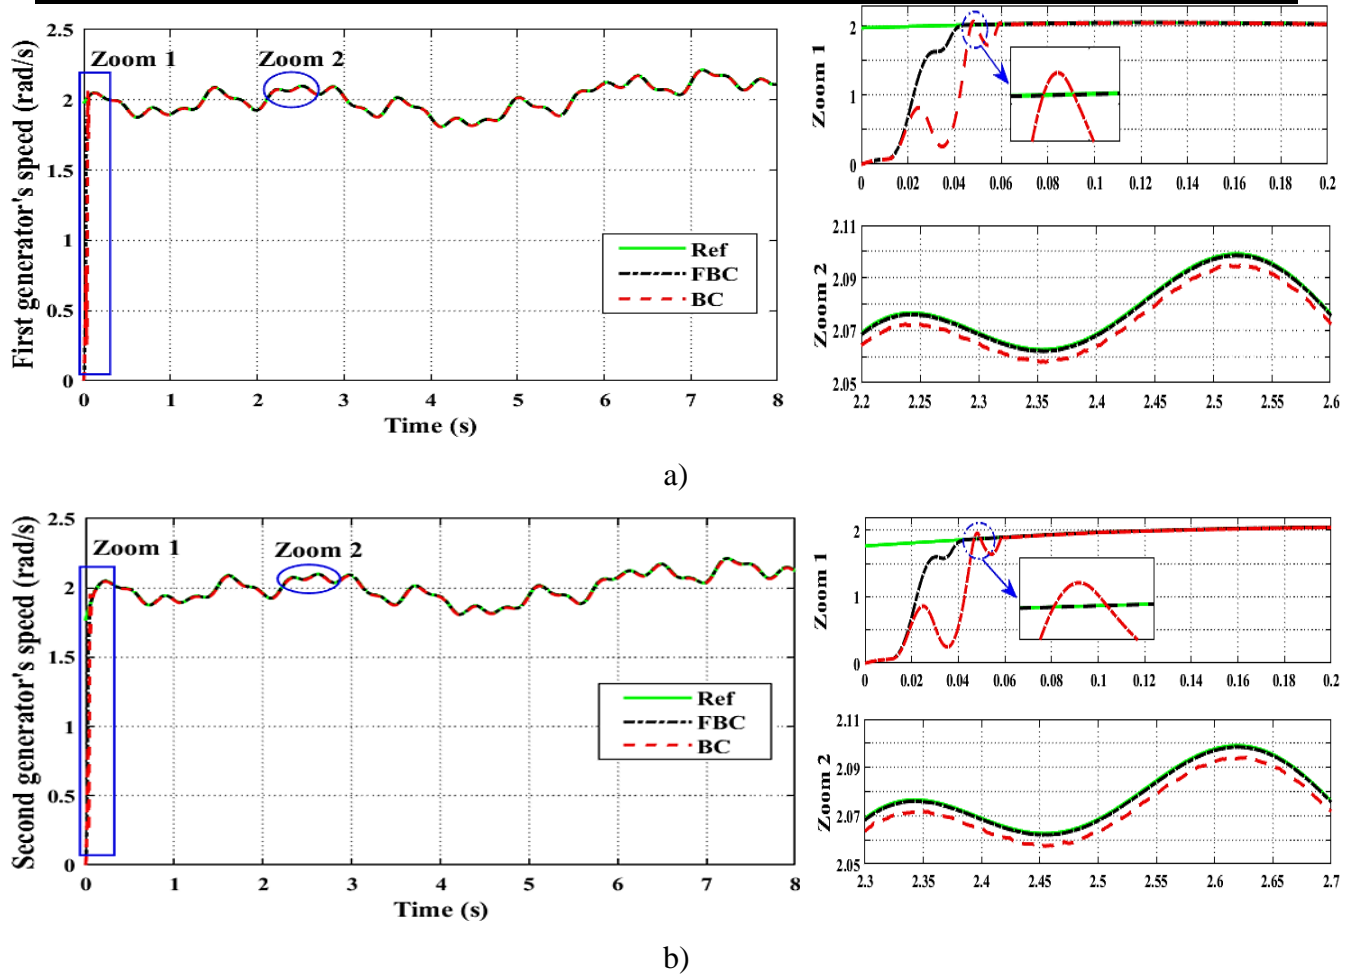 First generator's speed (rad/s)
2.5
2
1.5
1
0.5
0
Zoom 1
Zoom 2
Ref
FBC
BC
0 1 2 3 4 5 6 7 8
Time (s)
Zoom 1
2
1
0
0 0.02 0.04 0.06 0.08 0.1 0.12 0.14 0.16 0.18 0.2
Zoom 2
2.11
2.09
2.07
2.05
2.2 2.25 2.3 2.35 2.4 2.45 2.5 2.55 2.6
a)
Second generator's speed (rad/s)
2.5
2
1.5
1
0.5
0
Zoom 1
Zoom 2
Ref
FBC
BC
0 1 2 3 4 5 6 7 8
Time (s)
Zoom 1
2
1
0
0 0.02 0.04 0.06 0.08 0.1 0.12 0.14 0.16 0.18 0.2
Zoom 2
2.11
2.09
2.07
2.05
2.3 2.35 2.4 2.45 2.5 2.55 2.6 2.65 2.7
b)